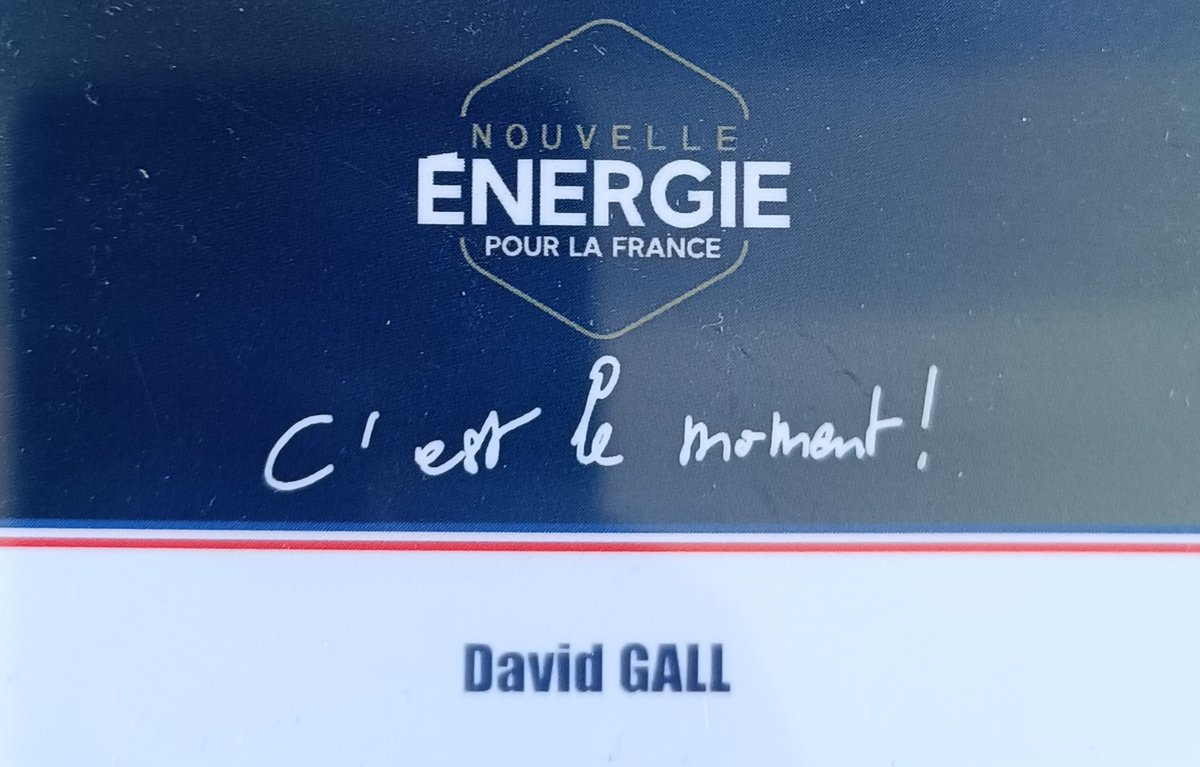 NOUVELLE
ÉNERGIE
POUR LA FRANCE
C'est le moment!
David GALL